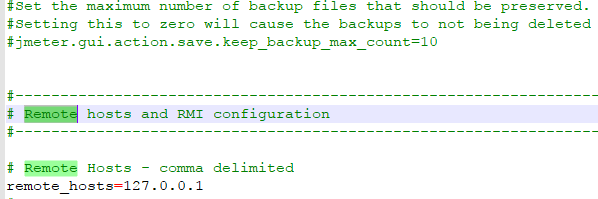 #Set the maximum number of backup files that should be preserved.
#Setting this to zero will cause the backups to not being deleted
#jmeter.gui.action.save.keep_backup_max_count=10
#---------------------------------------------------------------
# Remote hosts and RMI configuration
#---------------------------------------------------------------
# Remote Hosts - comma delimited
remote_hosts=127.0.0.1